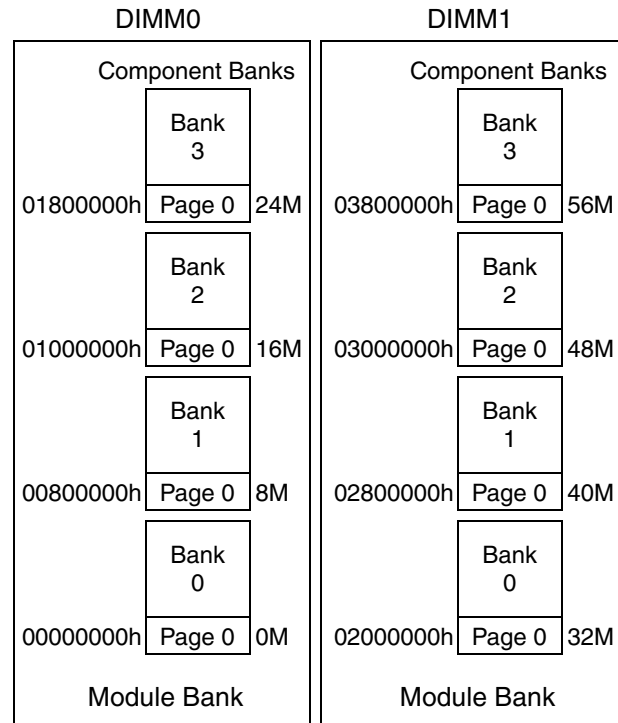 DIMM0
Component Banks
Bank
3
01800000h Page 0 24M
Bank
2
01000000h Page 0 16M
Bank
1
00800000h Page 0 8M
Bank
0
00000000h Page 0 0M
Module Bank
DIMM1
Component Banks
Bank
3
03800000h Page 0 56M
Bank
2
03000000h Page 0 48M
Bank
1
02800000h Page 0 40M
Bank
0
02000000h Page 0 32M
Module Bank